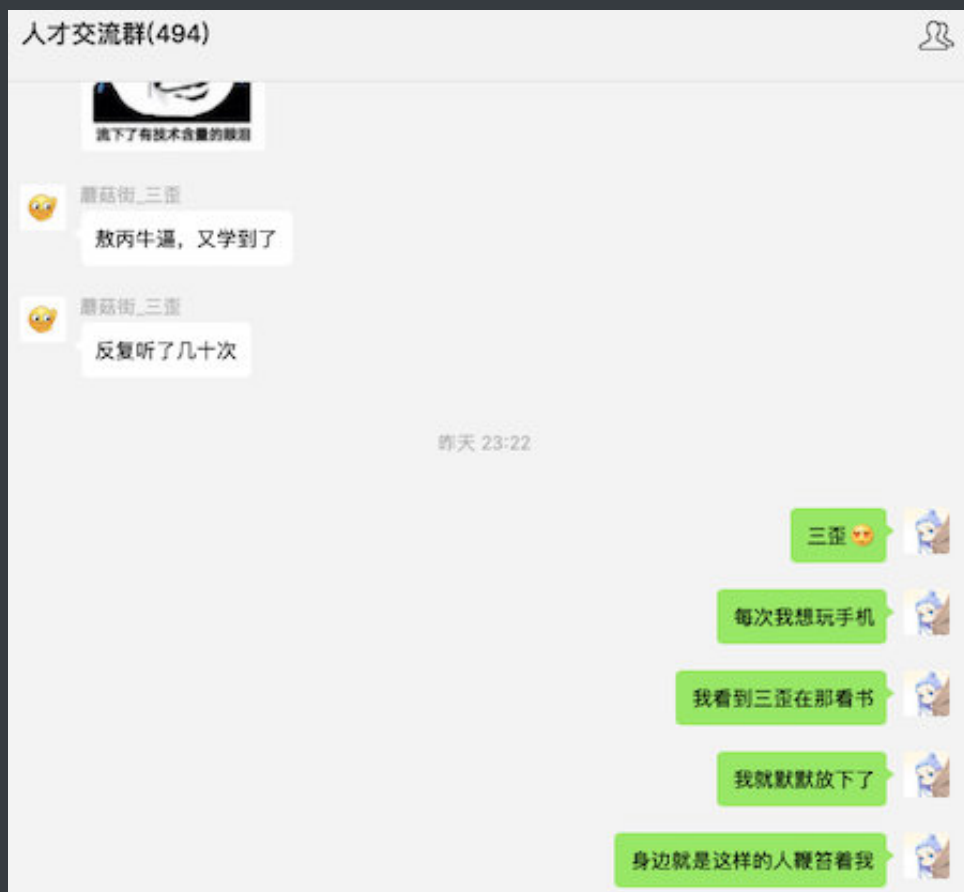 人才交流群(494)
流下了有技术含量的眼泪
蘑菇街_三歪
敖丙牛逼，又学到了
蘑菇街_三歪
反复听了几十次
昨天 23:22
三歪😍
每次我想玩手机
我看到三歪在那看书
我就默默放下了
身边就是这样的人鞭笞着我